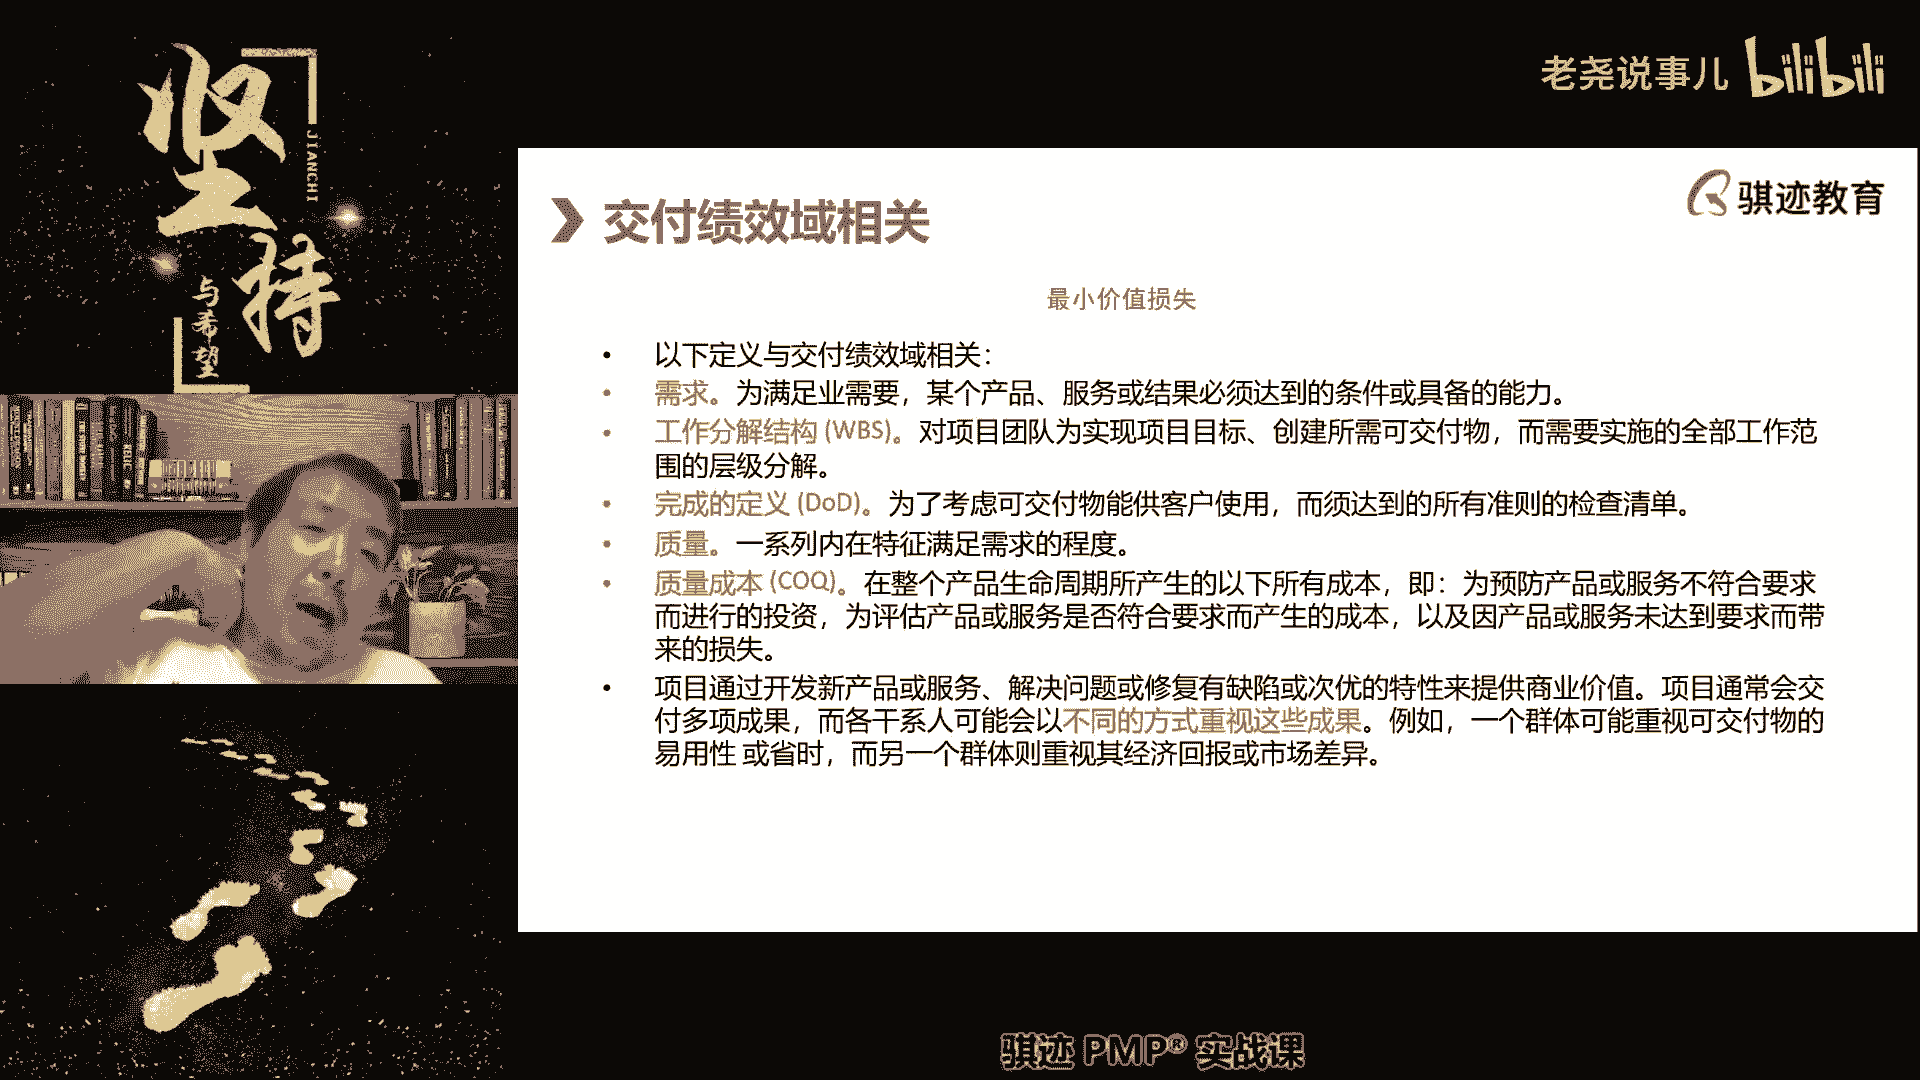 坚持
JIANCHI
与希望
老尧说事儿 bilibili
骐迹教育
交付绩效域相关
最小价值损失
• 以下定义与交付绩效域相关：
• 需求。为满足业需要，某个产品、服务或结果必须达到的条件或具备的能力。
• 工作分解结构 (WBS)。对项目团队为实现项目目标、创建所需可交付物，而需要实施的全部工作范
围的层级分解。
• 完成的定义 (DoD)。为了考虑可交付物能供客户使用，而须达到的所有准则的检查清单。
• 质量。一系列内在特征满足需求的程度。
• 质量成本 (COQ)。在整个产品生命周期所产生的以下所有成本，即：为预防产品或服务不符合要求
而进行的投资，为评估产品或服务是否符合要求而产生的成本，以及因产品或服务未达到要求而带
来的损失。
• 项目通过开发新产品或服务、解决问题或修复有缺陷或次优的特性来提供商业价值。项目通常会交
付多项成果，而各干系人可能会以不同的方式重视这些成果。例如，一个群体可能重视可交付物的
易用性 或省时，而另一个群体则重视其经济回报或市场差异。
骐迹 PMP® 实战课